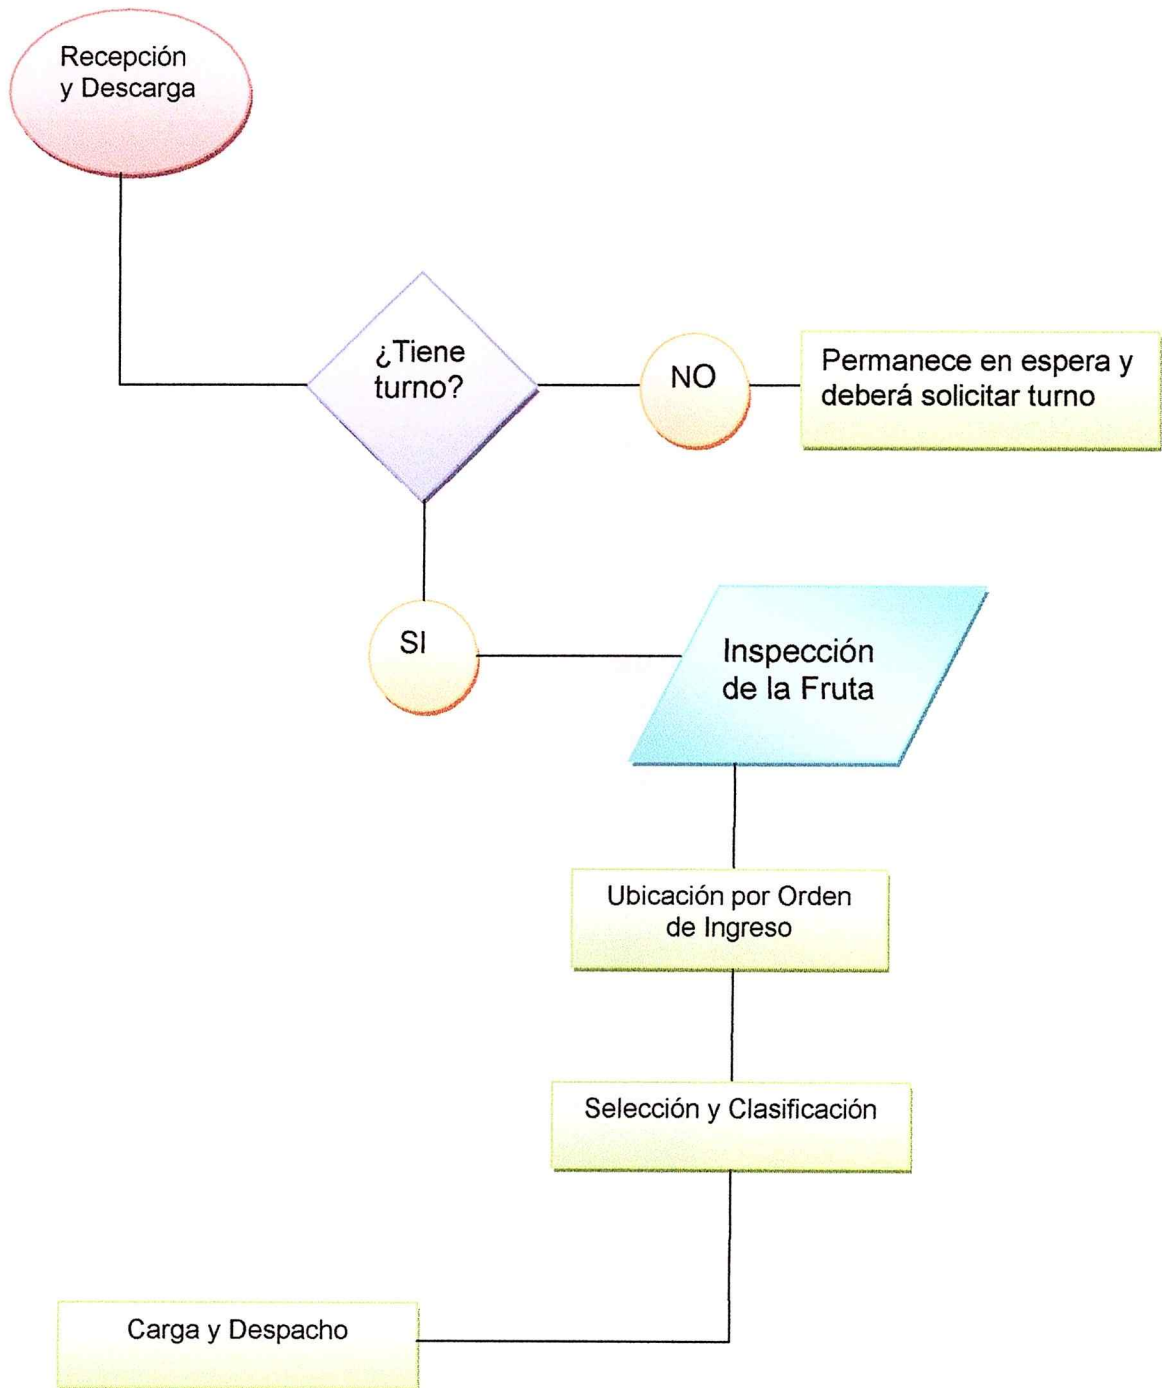 Recepción
y Descarga
¿Tiene
turno?
NO
Permanece en espera y
deberá solicitar turno
SI
Inspección
de la Fruta
Ubicación por Orden
de Ingreso
Selección y Clasificación
Carga y Despacho